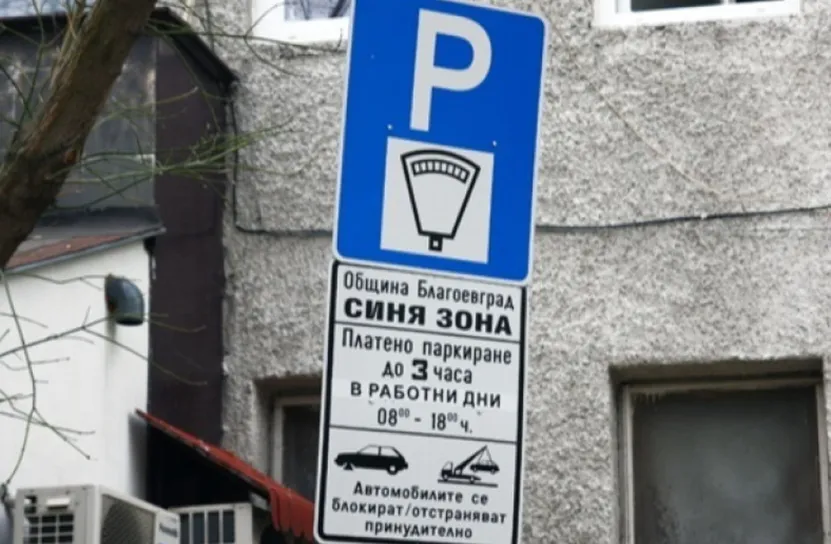 P
Община Благоевград
СИНЯ ЗОНА
Платено паркиране
до 3 часа
В РАБОТНИ ДНИ
08⁰⁰ - 18⁰⁰ ч.
Автомобилите се
блокират/отстраняват
принудително